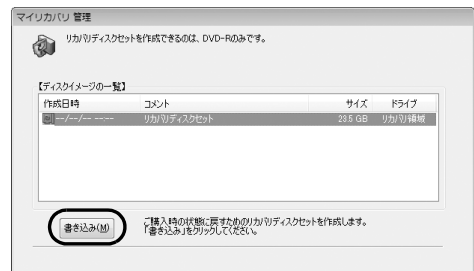 マイリカバリ 管理
リカバリディスクセットを作成できるのは、DVD-Rのみです。
【ディスクイメージの一覧】
作成日時 コメント サイズ ドライブ
--/--/-- --:-- リカバリディスクセット 23.5 GB リカバリ領域
書き込み(M)
ご購入時の状態に戻すためのリカバリディスクセットを作成します。
「書き込み」をクリックしてください。